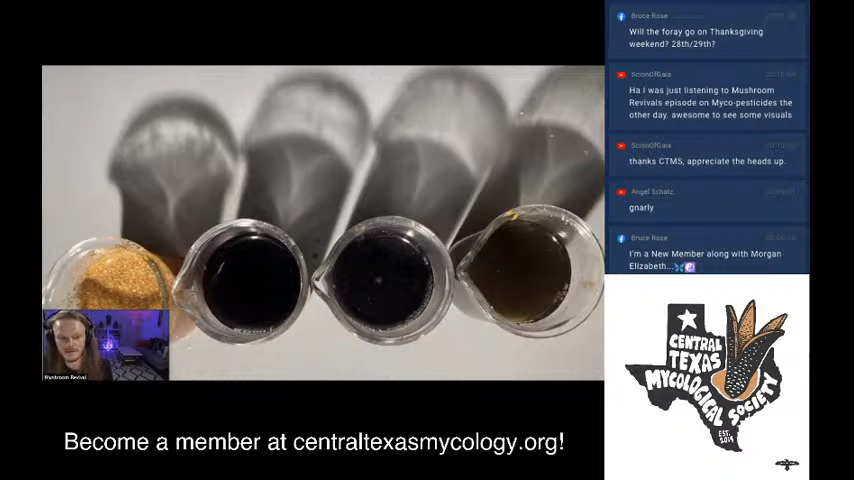 Bruce Rose
Will the foray go on Thanksgiving
weekend? 28th/29th?
ScionOfGaia
Ha I was just listening to Mushroom
Revivals episode on Myco-pesticides the
other day. awesome to see some visuals
ScionOfGaia
thanks CTMS, appreciate the heads up.
Angel Schatz
gnarly
Bruce Rose
I'm a New Member along with Morgan
Elizabeth...
Mushroom Revival
CENTRAL
TEXAS
MYCOLOGICAL
SOCIETY
EST.
2019
Become a member at centraltexasmycology.org!